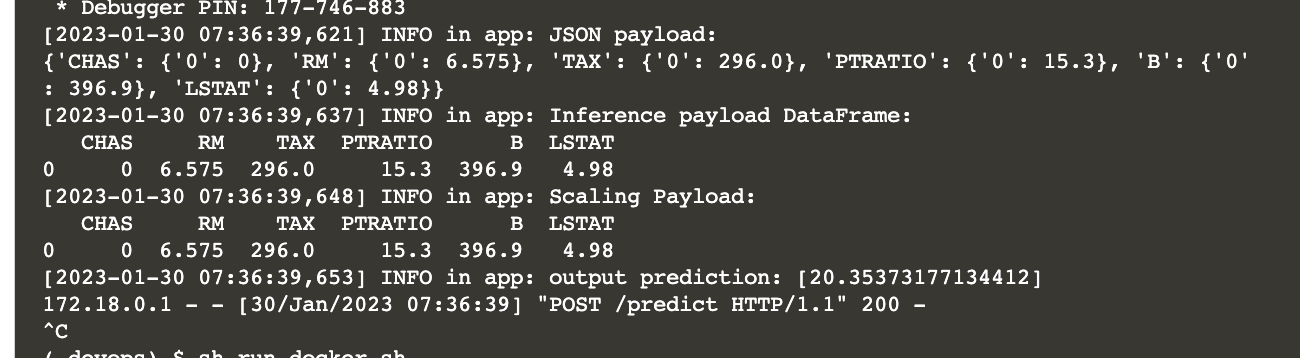 * Debugger PIN: 177-746-883
[2023-01-30 07:36:39,621] INFO in app: JSON payload:
{'CHAS': {'0': 0}, 'RM': {'0': 6.575}, 'TAX': {'0': 296.0}, 'PTRATIO': {'0': 15.3}, 'B': {'0'
: 396.9}, 'LSTAT': {'0': 4.98}}
[2023-01-30 07:36:39,637] INFO in app: Inference payload DataFrame:
   CHAS     RM    TAX  PTRATIO      B  LSTAT
0     0  6.575  296.0     15.3  396.9   4.98
[2023-01-30 07:36:39,648] INFO in app: Scaling Payload:
   CHAS     RM    TAX  PTRATIO      B  LSTAT
0     0  6.575  296.0     15.3  396.9   4.98
[2023-01-30 07:36:39,653] INFO in app: output prediction: [20.35373177134412]
172.18.0.1 - - [30/Jan/2023 07:36:39] "POST /predict HTTP/1.1" 200 -
^C
devops) $ sh run docker sh